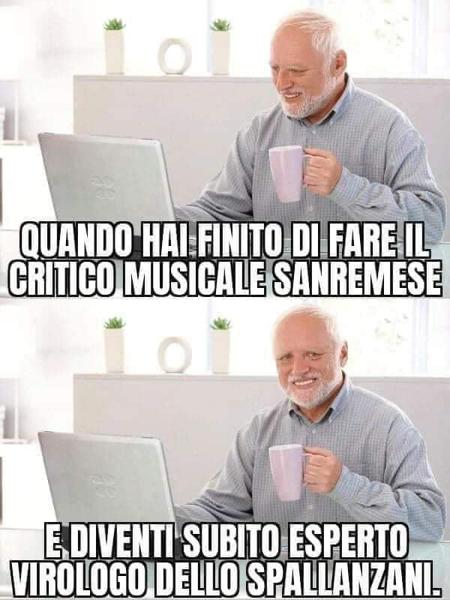 QUANDO HAI FINITO DI FARE IL
CRITICO MUSICALE SANREMESE
E DIVENTI SUBITO ESPERTO
VIROLOGO DELLO SPALLANZANI.